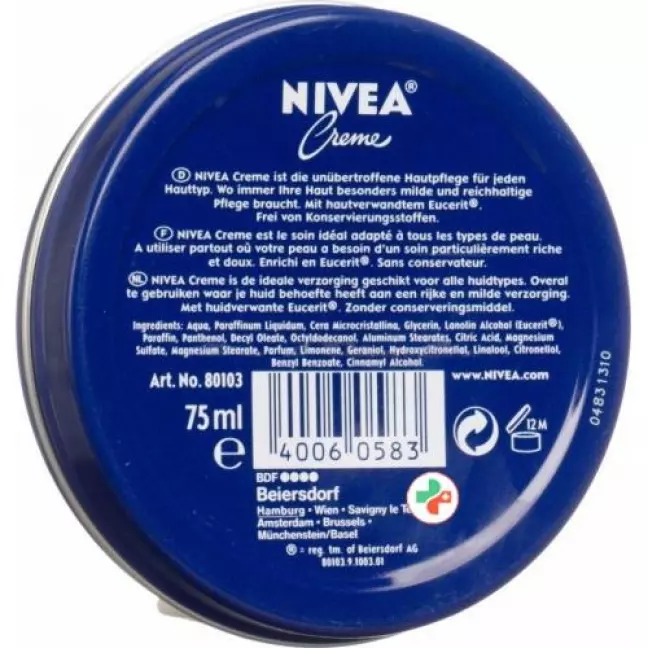 NIVEA®
Creme
D NIVEA Creme ist die unübertroffene Hautpflege für jeden
Hauttyp. Wo immer Ihre Haut besonders milde und reichhaltige
Pflege braucht. Mit hautverwandtem Eucerit®.
Frei von Konservierungsstoffen.
F NIVEA Creme est le soin idéal adapté à tous les types de peau.
A utiliser partout où votre peau a besoin d'un soin particulièrement riche
et doux. Enrichi en Eucerit®. Sans conservateur.
NL NIVEA Creme is de ideale verzorging geschikt voor alle huidtypes. Overal
te gebruiken waar je huid behoefte heeft aan een rijke en milde verzorging.
Met huidverwante Eucerit®. Zonder conserveringsmiddel.
Ingredients: Aqua, Paraffinum Liquidum, Cera Microcristallina, Glycerin, Lanolin Alcohol (Eucerit®),
Paraffin, Panthenol, Decyl Oleate, Octyldodecanol, Aluminum Stearates, Citric Acid, Magnesium
Sulfate, Magnesium Stearate, Parfum, Limonene, Geraniol, Hydroxycitronellal, Linalool, Citronellol,
Benzyl Benzoate, Cinnamyl Alcohol.
Art. No. 80103
www.NIVEA.com
75 ml
e
4006 0583
12 M
04831310
BDF
Beiersdorf
Hamburg • Wien • Savigny le
Amsterdam • Brussels •
Münchenstein/Basel
® = reg. tm. of Beiersdorf AG
80103.9.1003.01